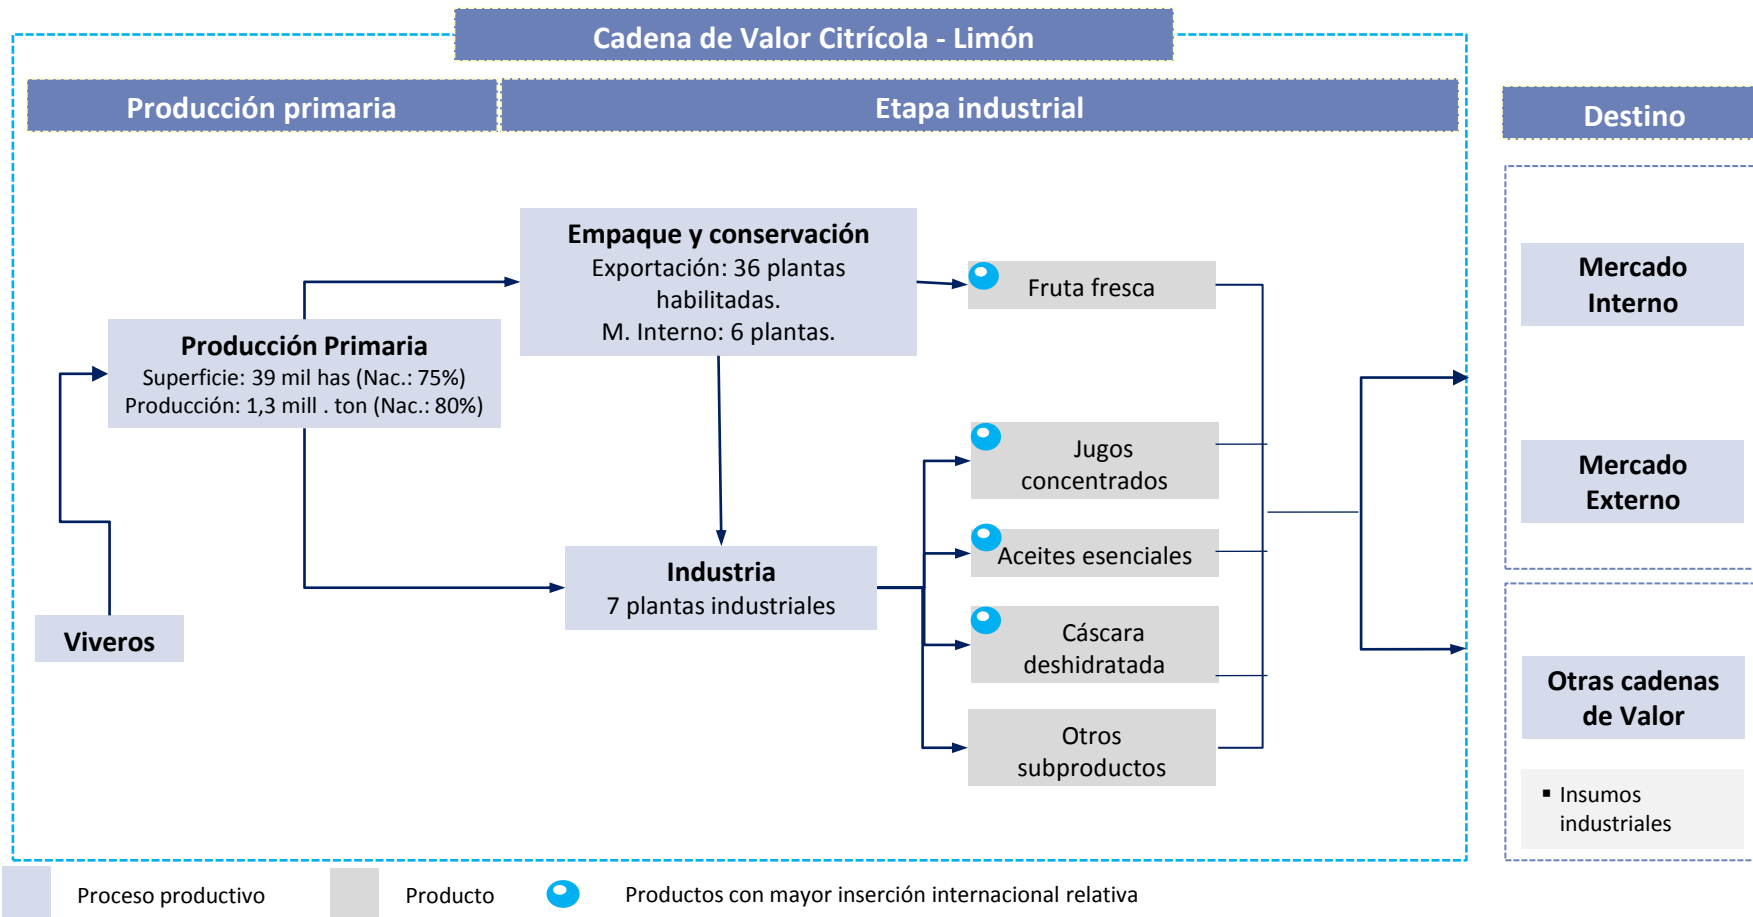 Cadena de Valor Citrícola - Limón
Producción primaria
Etapa industrial
Destino
Empaque y conservación
Exportación: 36 plantas
habilitadas.
M. Interno: 6 plantas.
Producción Primaria
Superficie: 39 mil has (Nac.: 75%)
Producción: 1,3 mill . ton (Nac.: 80%)
Viveros
Industria
7 plantas industriales
Fruta fresca
Jugos
concentrados
Aceites esenciales
Cáscara
deshidratada
Otros
subproductos
Mercado
Interno
Mercado
Externo
Otras cadenas
de Valor
▪ Insumos
industriales
Proceso productivo
Producto
Productos con mayor inserción internacional relativa